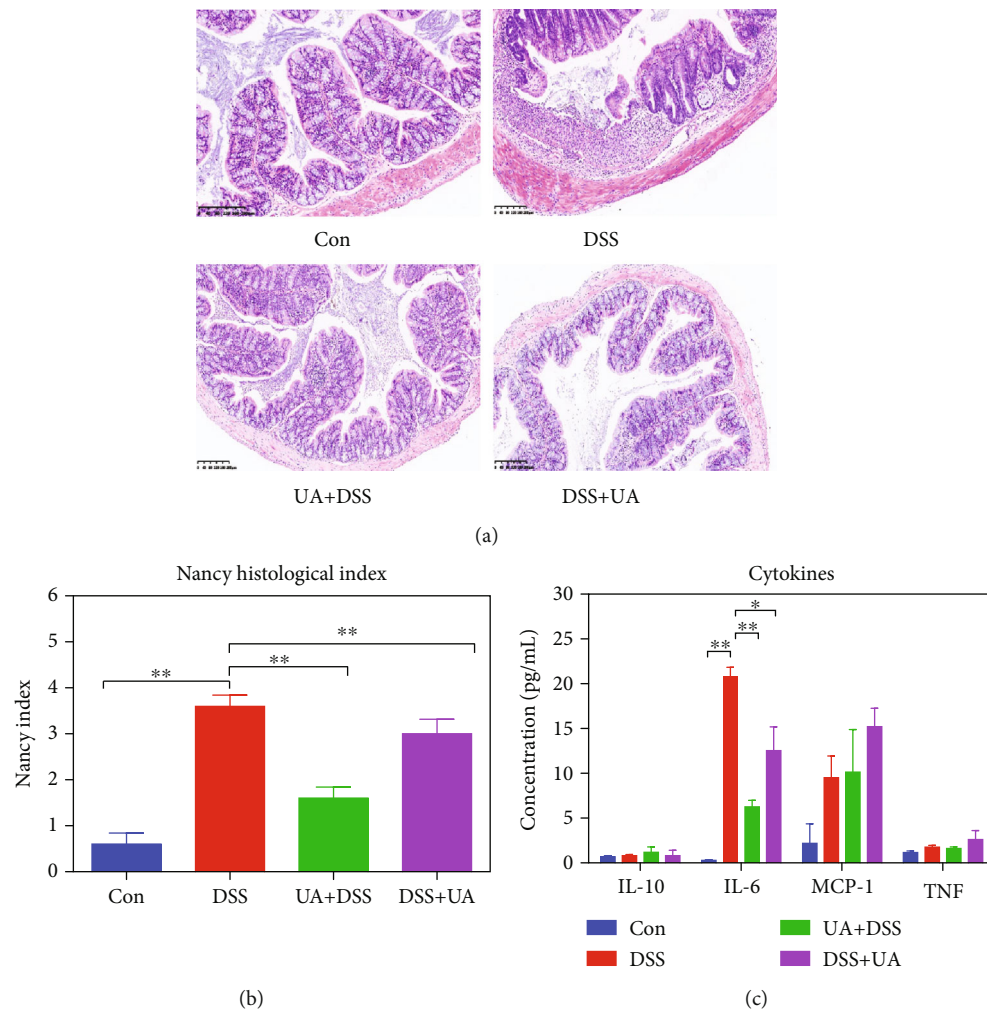 Con
DSS
UA+DSS
DSS+UA
(a)
Nancy histological index
Nancy index
6
5
4
3
2
1
0
**
**
**
Con
DSS
UA+DSS
DSS+UA
(b)
Cytokines
Concentration (pg/mL)
30
25
20
15
10
5
0
**
**
*
IL-10
IL-6
MCP-1
TNF
Con
DSS
UA+DSS
DSS+UA
(c)